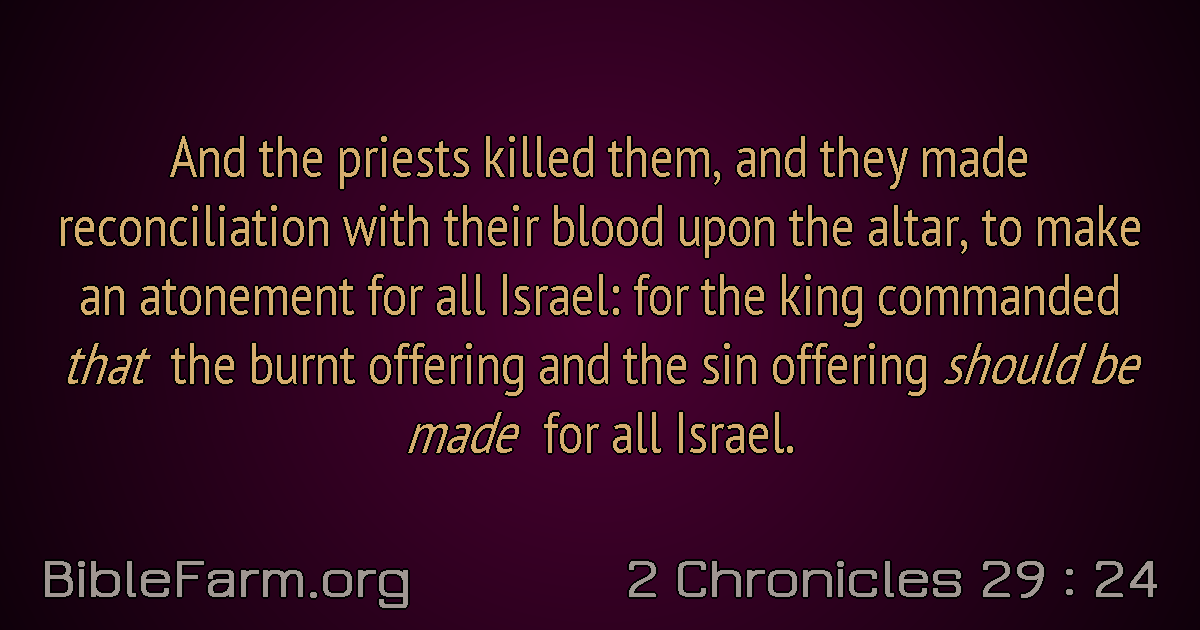 And the priests killed them, and they made
reconciliation with their blood upon the altar, to make
an atonement for all Israel: for the king commanded
that the burnt offering and the sin offering should be
made for all Israel.
BibleFarm.org
2 Chronicles 29 : 24